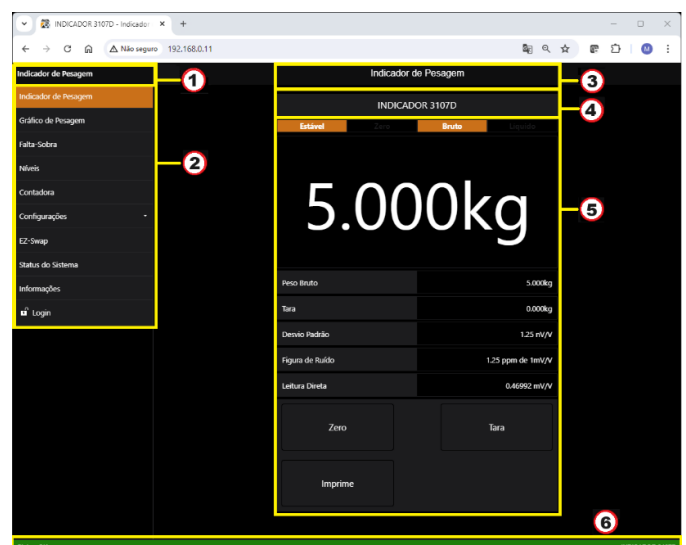 INDICADOR 3107D - Indicador
Não seguro 192.168.0.11
M
Indicador de Pesagem
1
Indicador de Pesagem
Gráfico de Pesagem
Falta-Sobra
Níveis
2
Contadora
Configurações
EZ-Swap
Status do Sistema
Informações
Login
Indicador de Pesagem
3
INDICADOR 3107D
4
Estável Zero Bruto Líquido
5.000kg
5
Peso Bruto 5.000kg
Tara 0.000kg
Desvio Padrão 1.25 nV/V
Figura de Ruído 1.25 ppm de 1mV/V
Leitura Direta 0.46992 mV/V
Zero Tara
Imprime
6